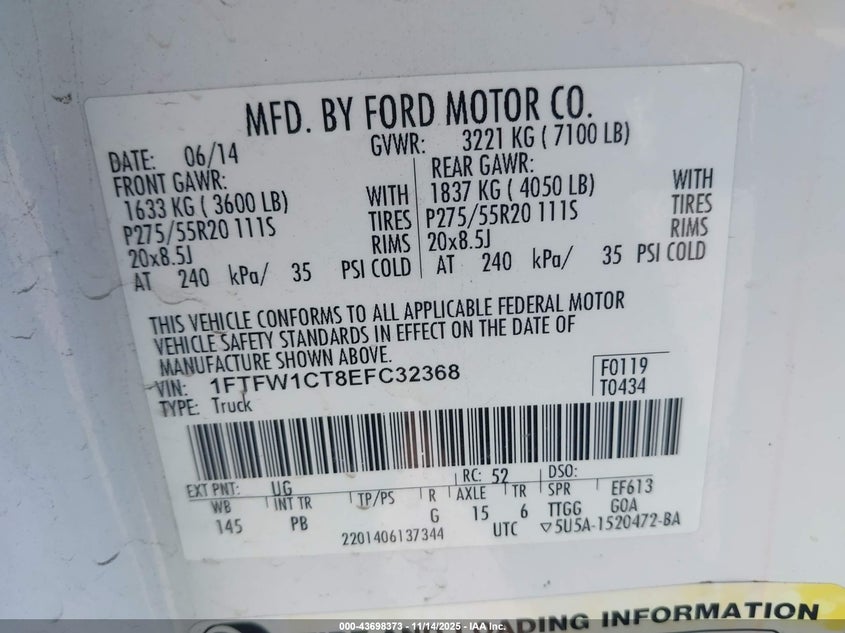 MFD. BY FORD MOTOR CO.
DATE: 06/14 GVWR: 3221 KG ( 7100 LB)
FRONT GAWR: REAR GAWR:
1633 KG ( 3600 LB) WITH 1837 KG ( 4050 LB) WITH
P275/55R20 111S TIRES P275/55R20 111S TIRES
20x8.5J RIMS 20x8.5J RIMS
AT 240 kPa/ 35 PSI COLD AT 240 kPa/ 35 PSI COLD
THIS VEHICLE CONFORMS TO ALL APPLICABLE FEDERAL MOTOR
VEHICLE SAFETY STANDARDS IN EFFECT ON THE DATE OF
MANUFACTURE SHOWN ABOVE.
VIN: 1FTFW1CT8EFC32368 F0119
TYPE: Truck T0434
EXT PNT: UG RC: 52 DSO:
WB INT TR TP/PS R AXLE TR SPR EF613
145 PB G 15 6 TTGG G0A
2201406137344 UTC ▽5U5A-1520472-BA
ADING INFORMATION
000-43698373 - 11/14/2025 - IAA Inc.